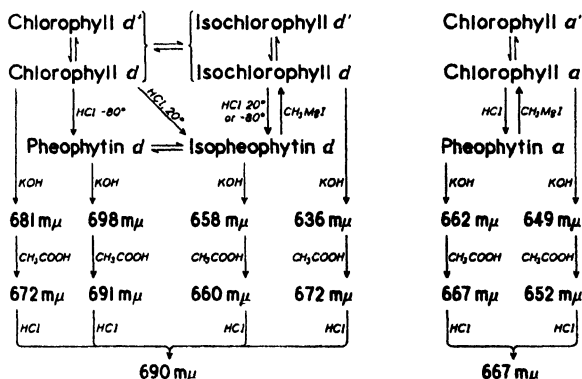 Chlorophyll d' Isochlorophyll d' Chlorophyll a'
Chlorophyll d Isochlorophyll d Chlorophyll a
HCl -80° HCl, 20° HCl 20° or -80° CH₃MgI HCl CH₃MgI
Pheophytin d Isopheophytin d Pheophytin a
KOH KOH KOH KOH KOH KOH
681 mµ 698 mµ 658 mµ 636 mµ 662 mµ 649 mµ
CH₃COOH CH₃COOH CH₃COOH CH₃COOH CH₃COOH CH₃COOH
672 mµ 691 mµ 660 mµ 672 mµ 667 mµ 652 mµ
HCl HCl HCl HCl HCl HCl
690 mµ 667 mµ